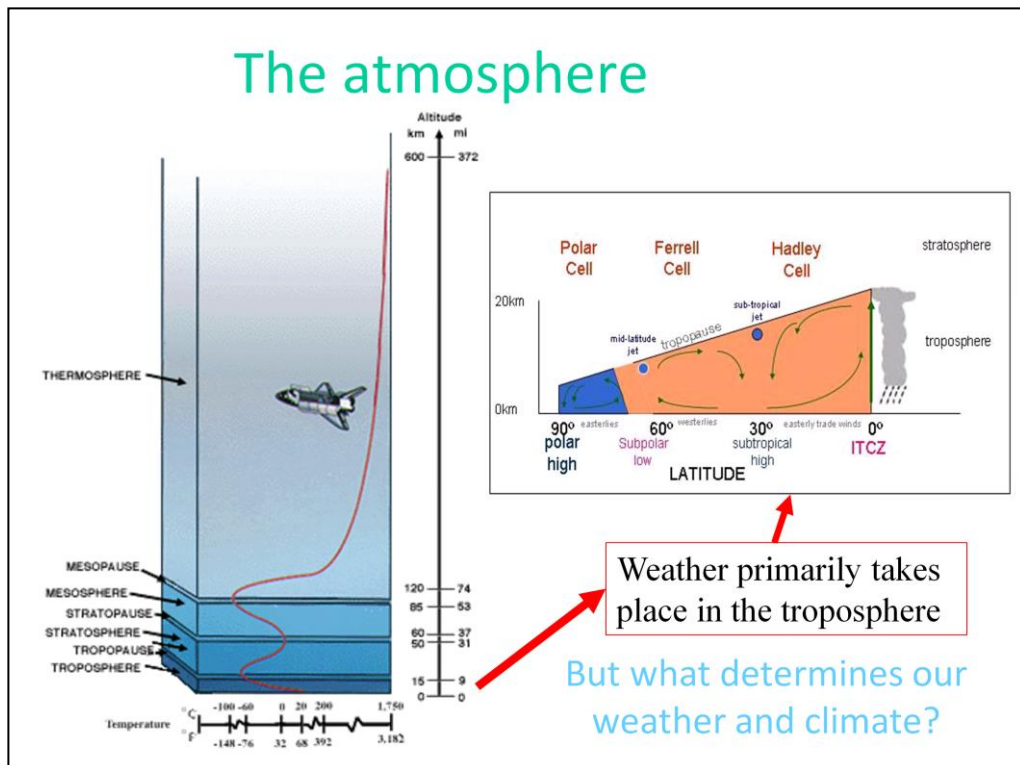 The atmosphere
Altitude
km mi
600 372
THERMOSPHERE
MESOPAUSE
MESOSPHERE
STRATOPAUSE
STRATOSPHERE
TROPOPAUSE
TROPOSPHERE
120 74
85 53
60 37
50 31
15 9
0 0
°C -100 -60 0 20 200 1,750
Temperature
°F -148 -76 32 68 392 3,182
Polar
Cell
Ferrell
Cell
Hadley
Cell
stratosphere
20km
sub-tropical
jet
mid-latitude
jet
tropopause
troposphere
0km
90° easterlies 60° westerlies 30° easterly trade winds 0°
polar
high
Subpolar
low
subtropical
high
ITCZ
LATITUDE
Weather primarily takes
place in the troposphere
But what determines our
weather and climate?